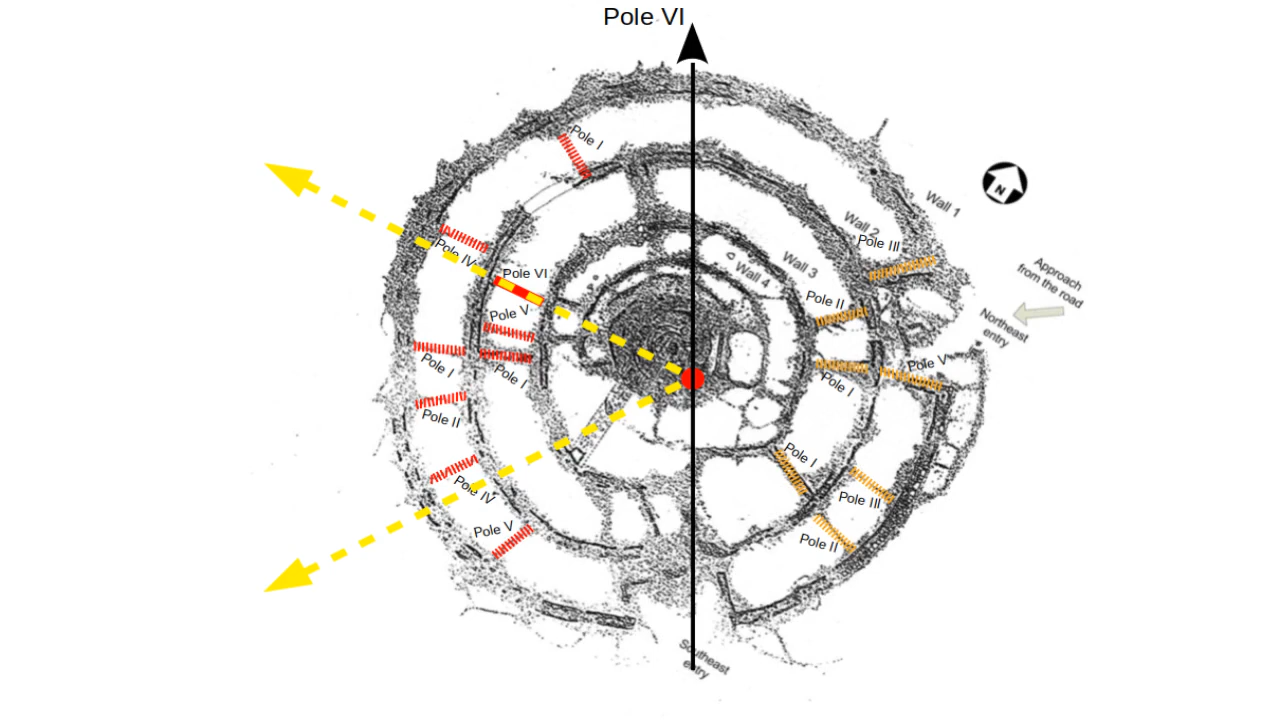 Pole VI
Pole I
Wall 1
Wall 2
Pole III
Pole IV
Wall 3
Wall 4
Pole VI
Approach
from the road
Pole II
Pole V
Northeast
entry
Pole I
Pole I
Pole V
Pole I
Pole II
Pole I
Pole IV
Pole III
Pole V
Pole II
Southeast
entry
N